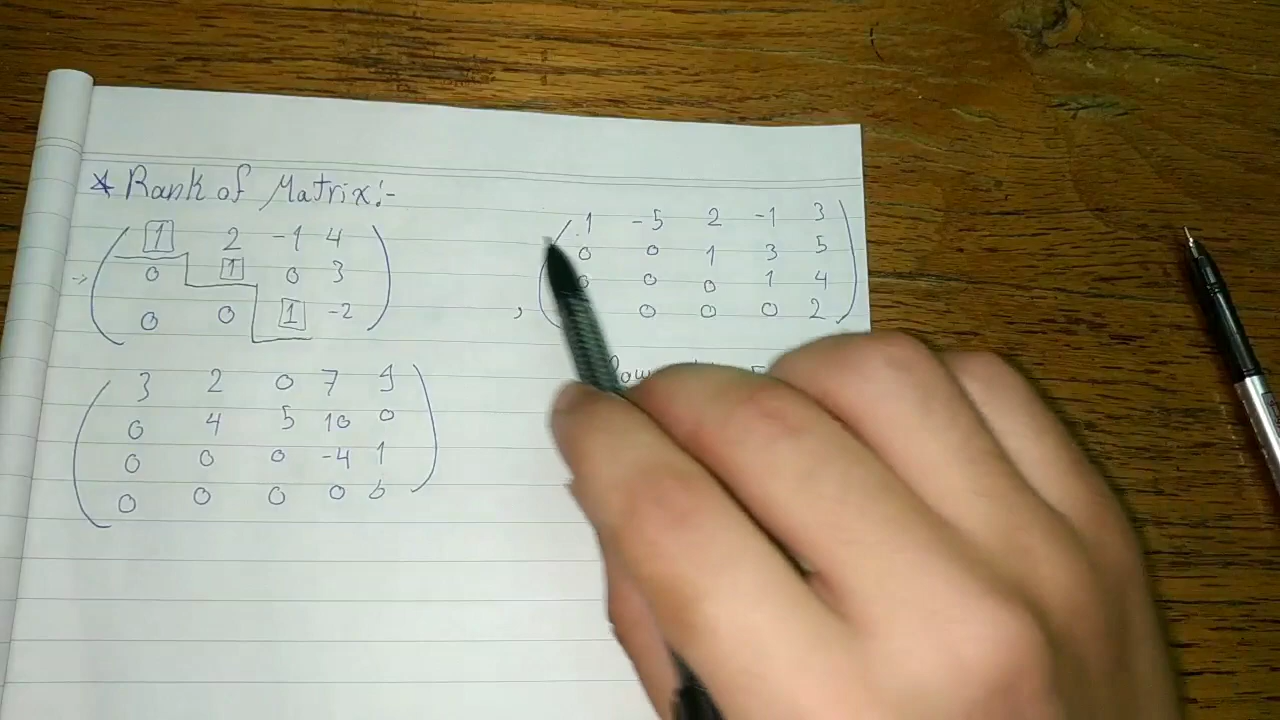 * Rank of Matrix:-
1 2 -1 4
→ 0 1 0 3
0 0 1 -2
, 1 -5 2 -1 3
0 0 1 3 5
0 0 0 1 4
0 0 0 2
3 2 0 7 9
0 4 5 10 0
0 0 0 -4 1
0 0 0 0 6